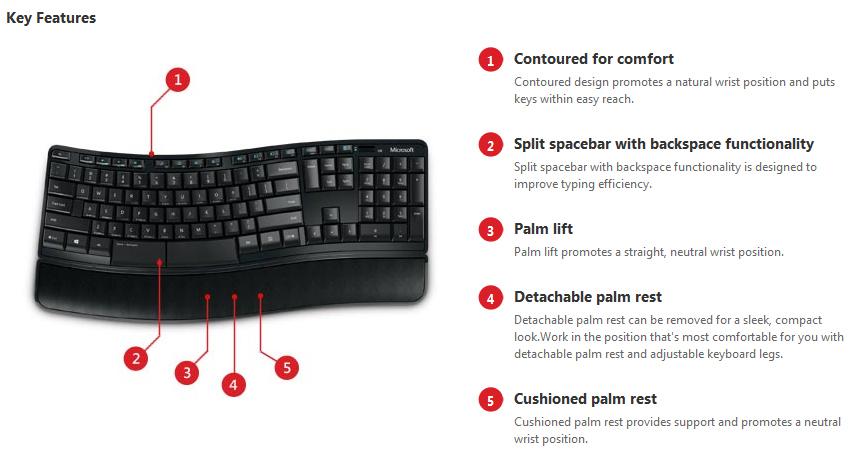 Key Features
1
Contoured for comfort
Contoured design promotes a natural wrist position and puts
keys within easy reach.
2
Split spacebar with backspace functionality
Split spacebar with backspace functionality is designed to
improve typing efficiency.
3
Palm lift
Palm lift promotes a straight, neutral wrist position.
4
Detachable palm rest
Detachable palm rest can be removed for a sleek, compact
look.Work in the position that's most comfortable for you with
detachable palm rest and adjustable keyboard legs.
5
Cushioned palm rest
Cushioned palm rest provides support and promotes a neutral
wrist position.
1
Microsoft
2
3
4
5